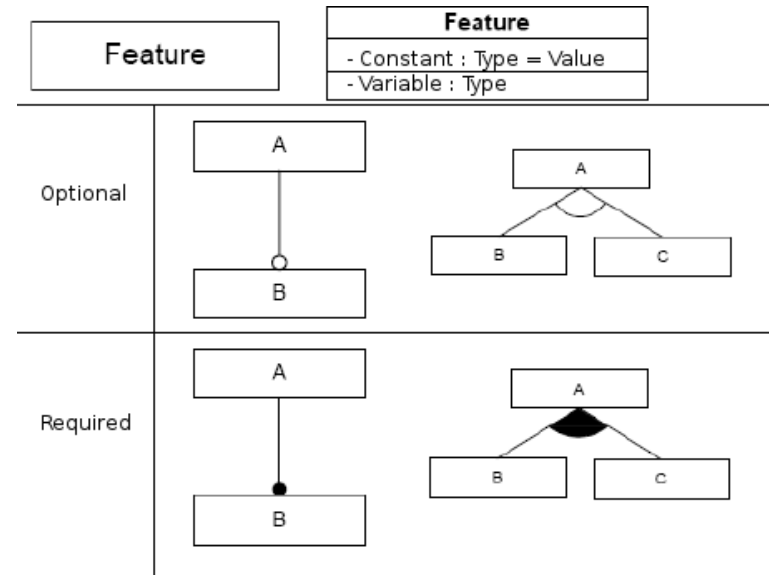 Feature
Feature
- Constant : Type = Value
- Variable : Type
Optional
A
B
A
B
C
Required
A
B
A
B
C